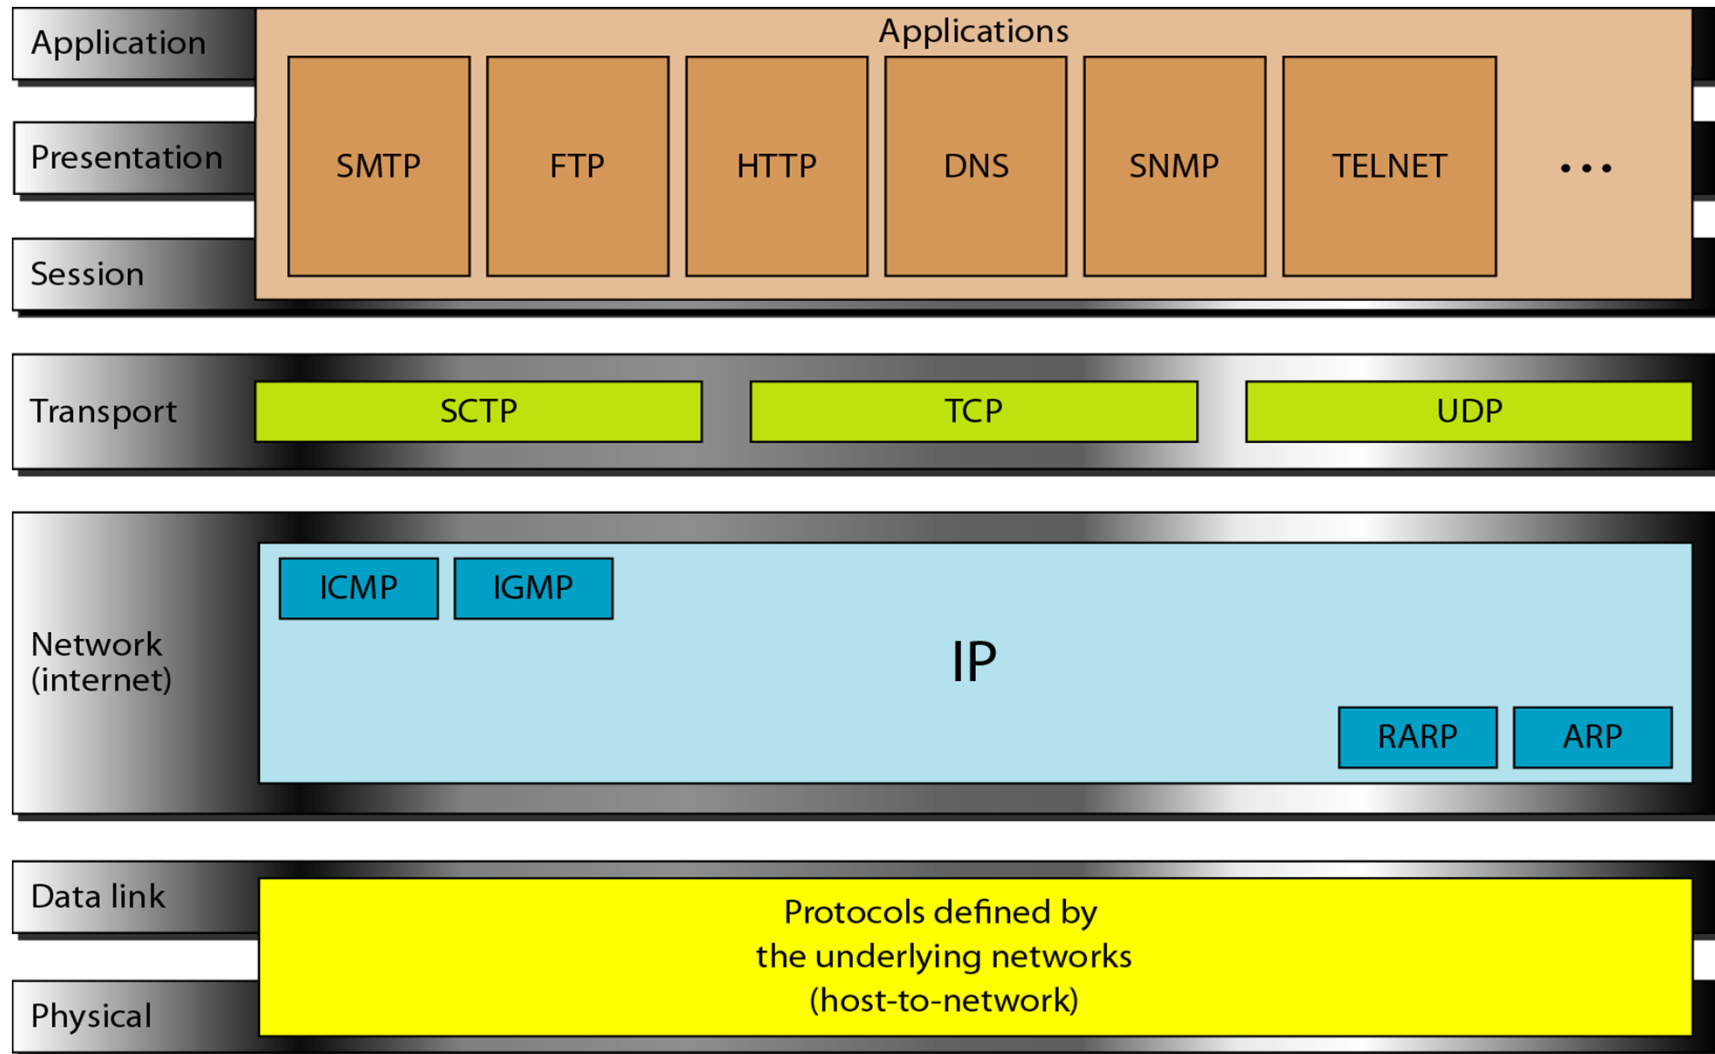 Application
Applications
Presentation
SMTP
FTP
HTTP
DNS
SNMP
TELNET
...
Session
Transport
SCTP
TCP
UDP
Network
(internet)
ICMP
IGMP
IP
RARP
ARP
Data link
Physical
Protocols defined by
the underlying networks
(host-to-network)